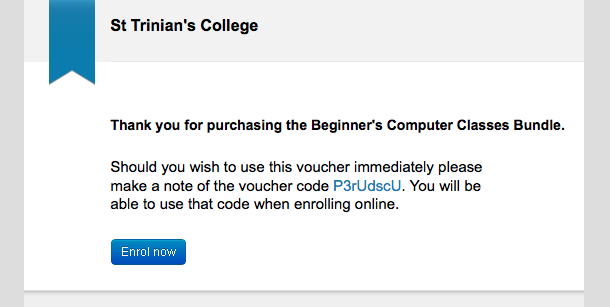 St Trinian's College
Thank you for purchasing the Beginner's Computer Classes Bundle.
Should you wish to use this voucher immediately please
make a note of the voucher code P3rUdscU. You will be
able to use that code when enrolling online.
Enrol now